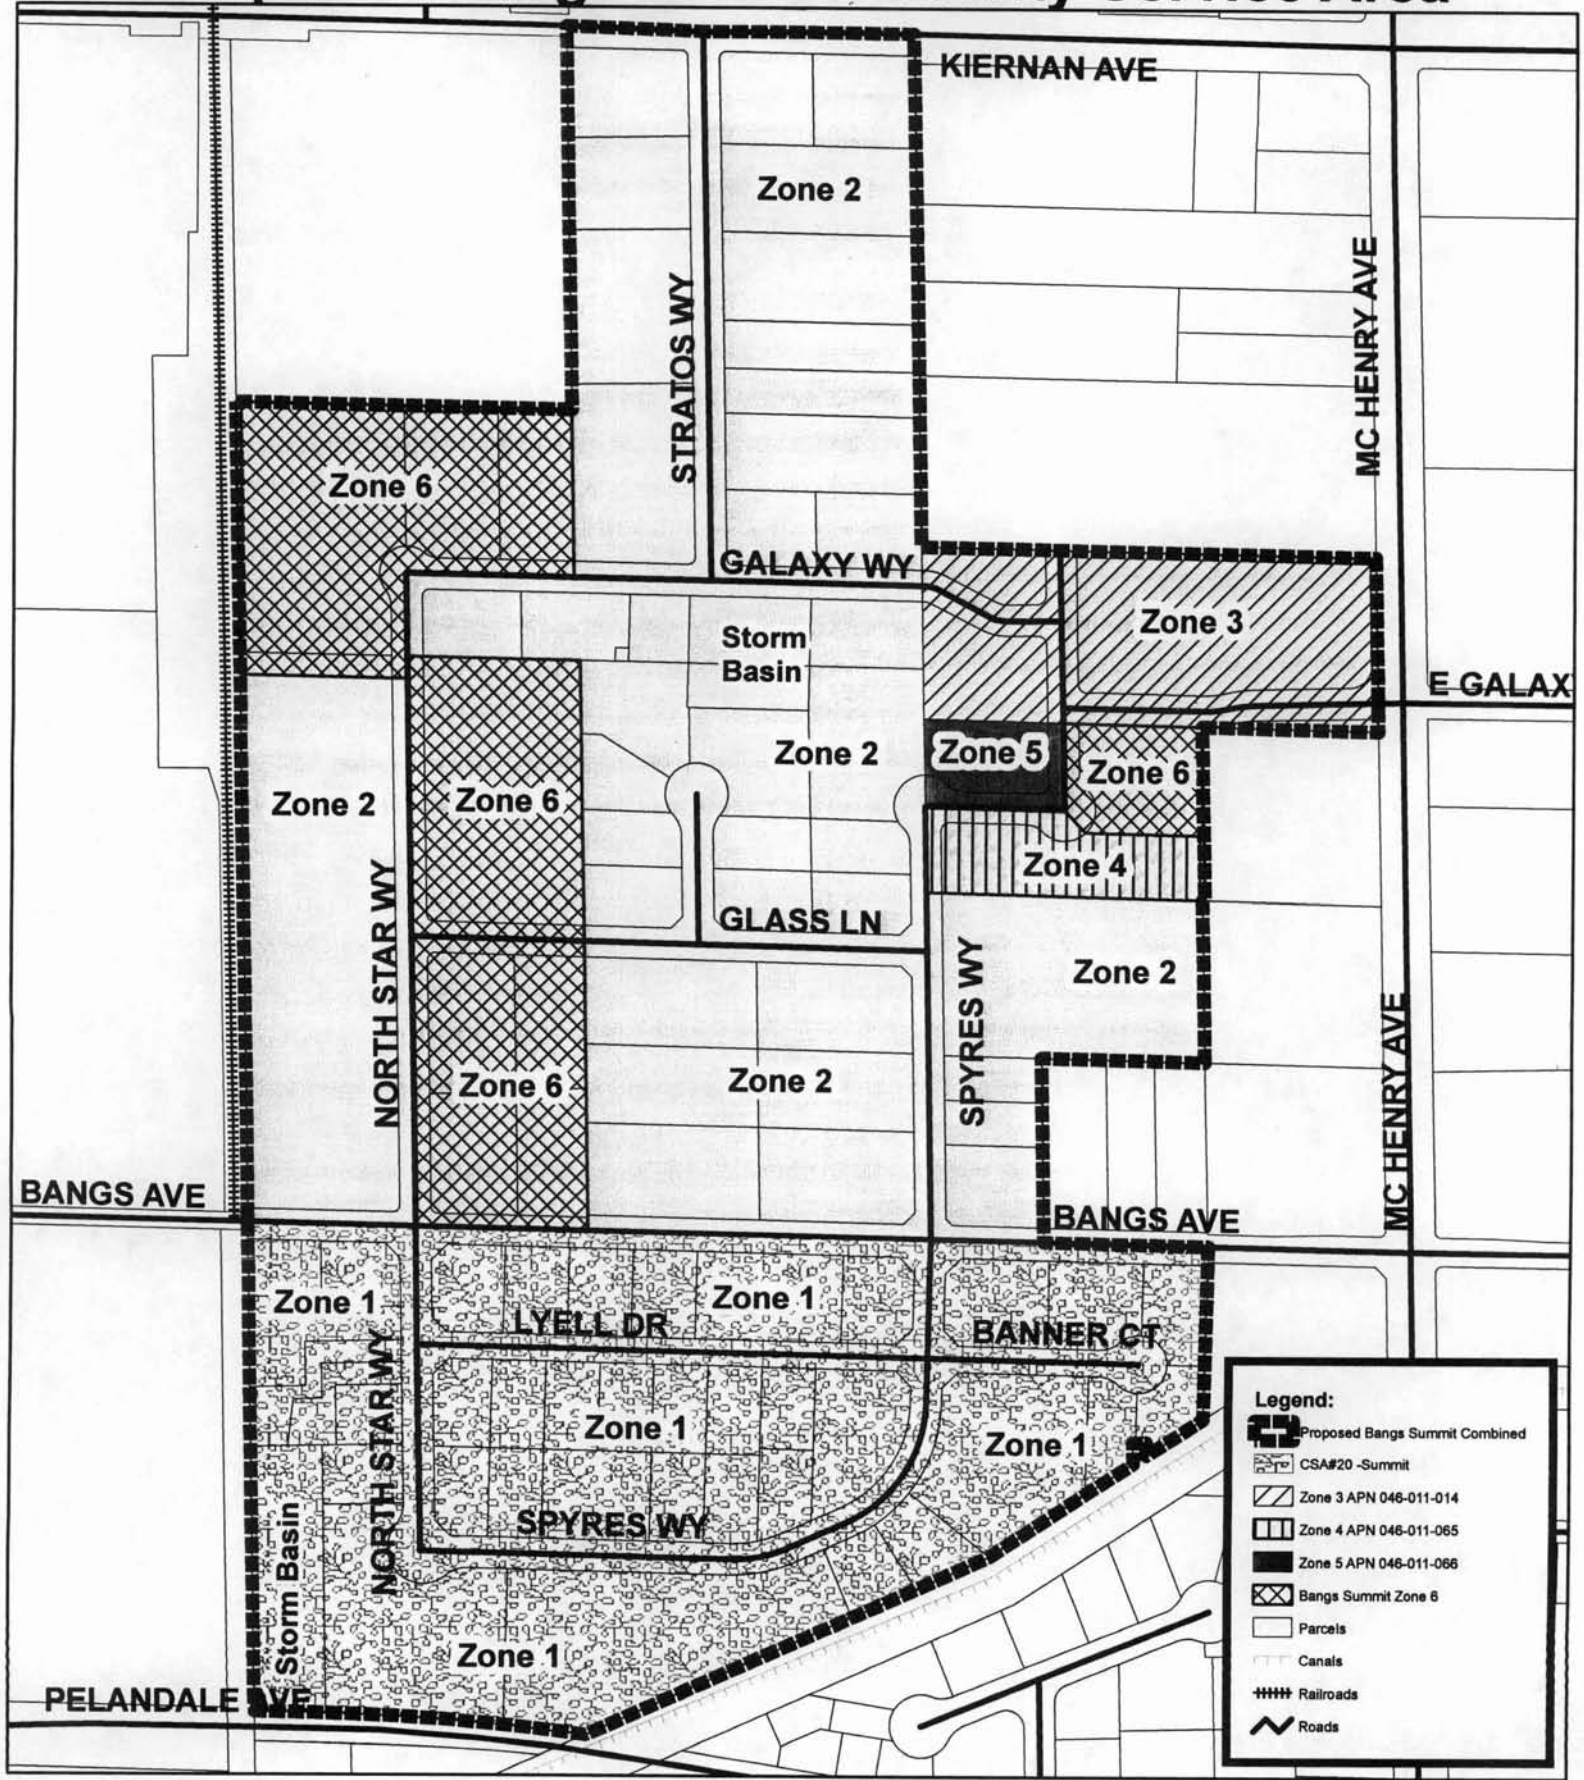 Service Area
KIERNAN AVE
Zone 2
STRATOS WY
MC HENRY AVE
Zone 6
GALAXY WY
Zone 3
Storm
Basin
E GALAX
Zone 2
Zone 5
Zone 6
Zone 2
Zone 6
Zone 4
NORTH STAR WY
GLASS LN
SPYRES WY
Zone 2
MC HENRY AVE
Zone 6
Zone 2
BANGS AVE
BANGS AVE
Zone 1
Zone 1
LYELL DR
BANNER CT
NORTH STAR WY
Zone 1
Zone 1
SPYRES WY
Storm Basin
Zone 1
PELANDALE AVE
Legend:
Proposed Bangs Summit Combined
CSA#20 -Summit
Zone 3 APN 046-011-014
Zone 4 APN 046-011-065
Zone 5 APN 046-011-066
Bangs Summit Zone 6
Parcels
Canals
Railroads
Roads